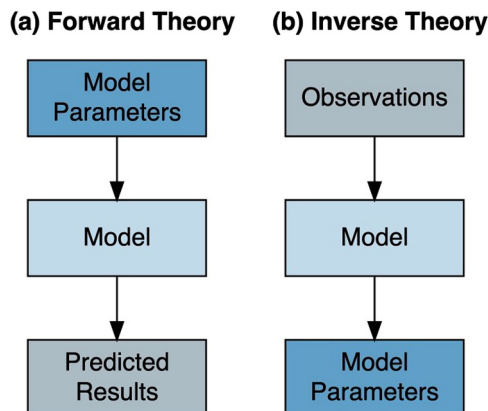 (a) Forward Theory
Model
Parameters
Model
Predicted
Results
(b) Inverse Theory
Observations
Model
Model
Parameters